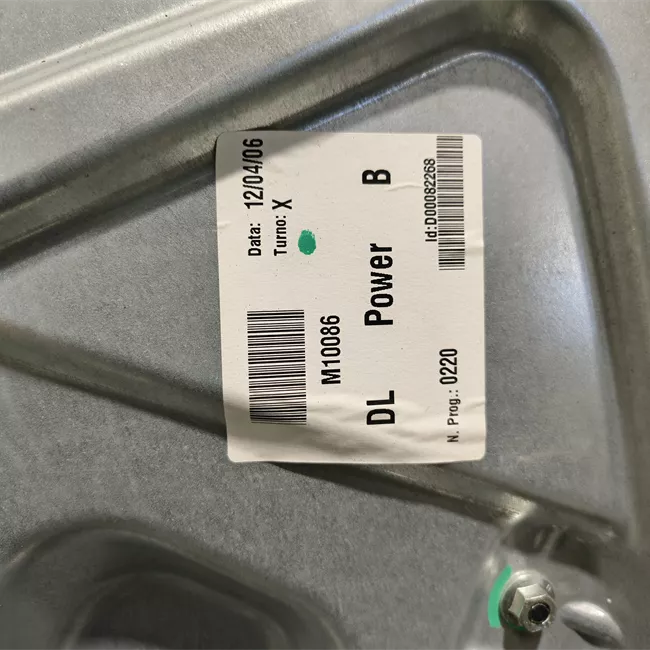 Data: 12/04/06
Turno: X
M10086
DL Power B
N. Prog.: 0220
Id:D00082268